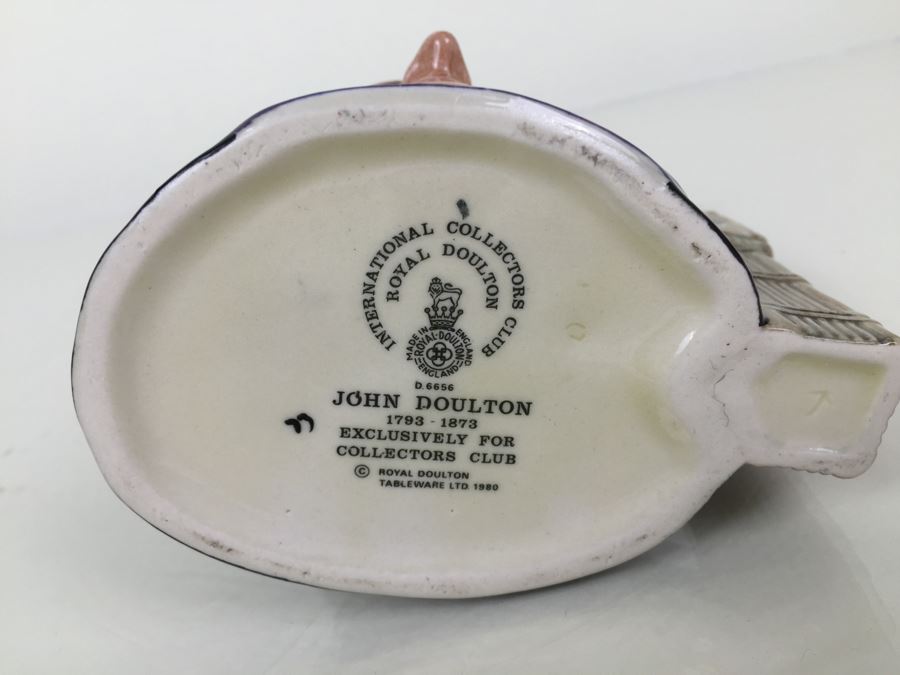 INTERNATIONAL COLLECTORS CLUB
ROYAL DOULTON
MADE IN ENGLAND
ROYAL·DOULTON
ENGLAND
D.6656
JOHN DOULTON
1793 - 1873
EXCLUSIVELY FOR
COLLECTORS CLUB
© ROYAL DOULTON
TABLEWARE LTD. 1980